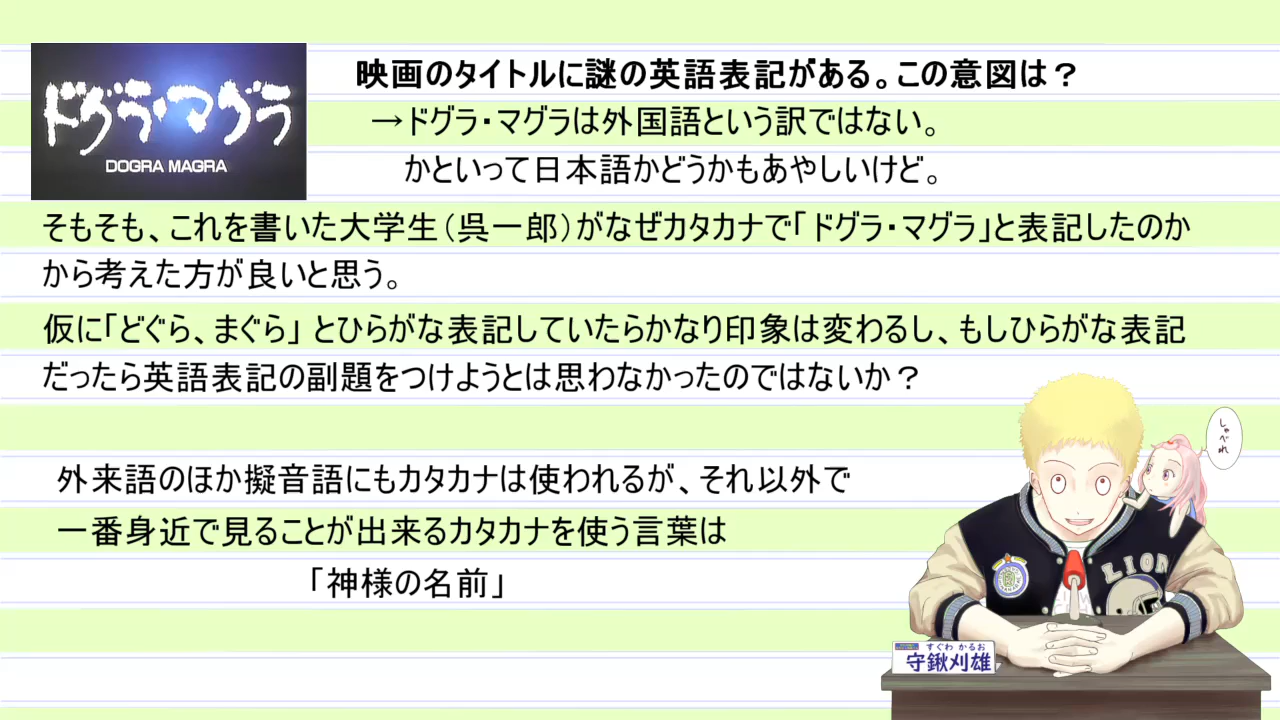 ドグラ・マグラ
DOGRA MAGRA
映画のタイトルに謎の英語表記がある。この意図は？
→ドグラ・マグラは外国語という訳ではない。
かといって日本語かどうかもあやしいけど。
そもそも、これを書いた大学生（呉一郎）がなぜカタカナで「ドグラ・マグラ」と表記したのか
から考えた方が良いと思う。
仮に「どぐら、まぐら」とひらがな表記していたらかなり印象は変わるし、もしひらがな表記
だったら英語表記の副題をつけようとは思わなかったのではないか？
外来語のほか擬音語にもカタカナは使われるが、それ以外で
一番身近で見ることが出来るカタカナを使う言葉は
「神様の名前」
しゃべれ
LION
すぐわ かるお
守鍬刈雄